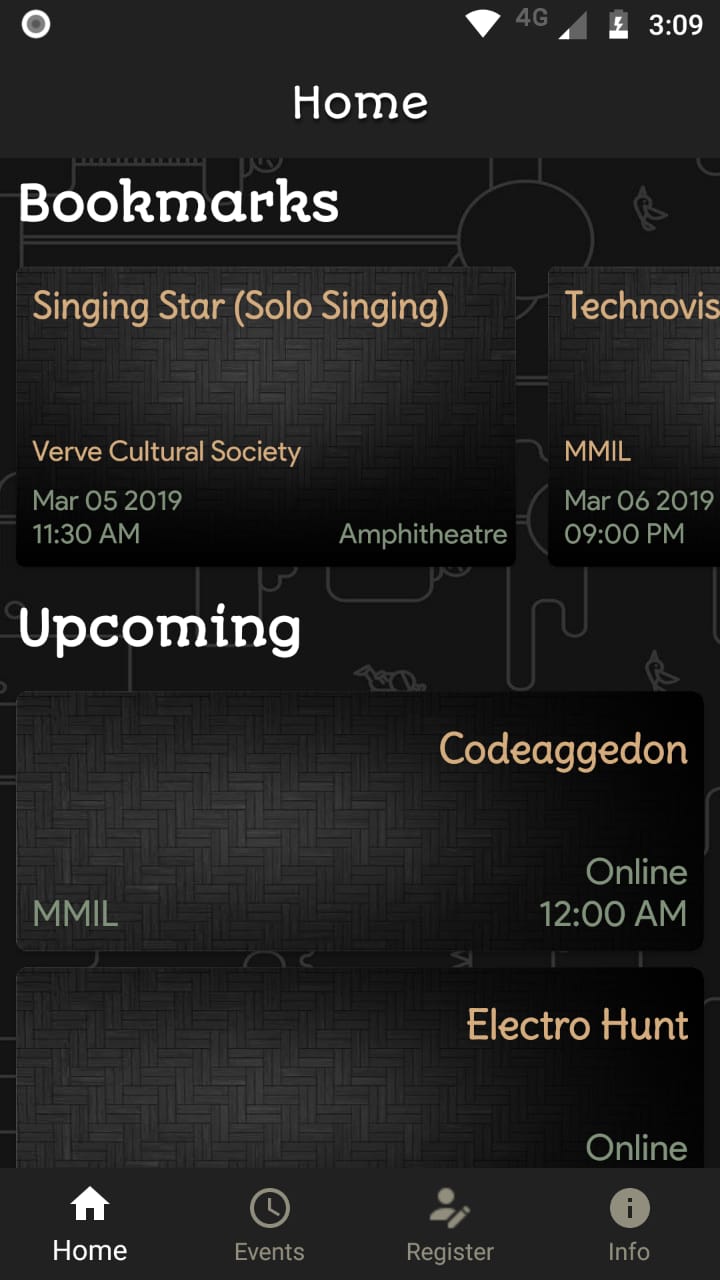 4G 3:09
Home
Bookmarks
Singing Star (Solo Singing)
Verve Cultural Society
Mar 05 2019
11:30 AM
Amphitheatre
Technovis
MMIL
Mar 06 2019
09:00 PM
Upcoming
Codeaggedon
Online
MMIL
12:00 AM
Electro Hunt
Online
Home
Events
Register
Info